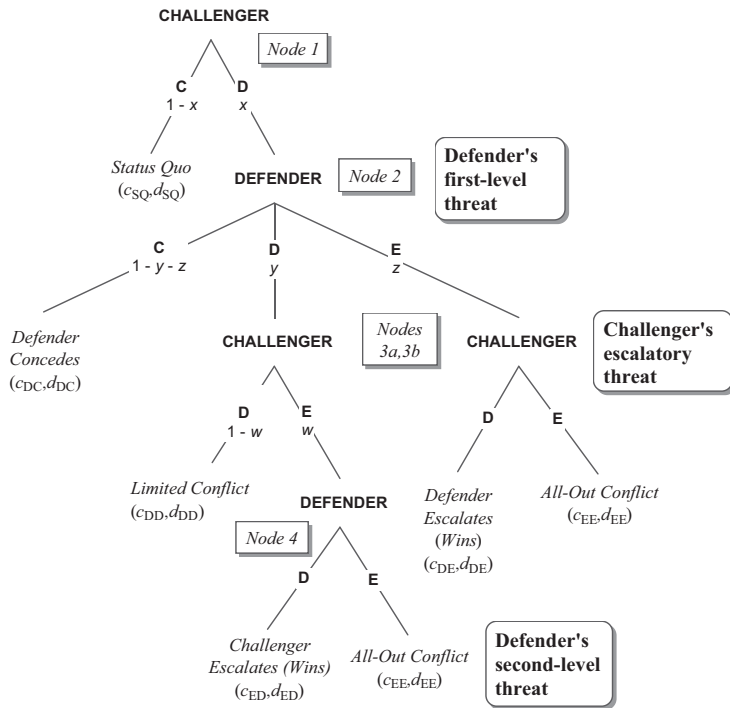 CHALLENGER
Node 1
C D
1 - x x
Status Quo
(cSQ,dSQ)
DEFENDER
Node 2
Defender's
first-level
threat
C D E
1 - y - z y z
Defender
Concedes
(cDC,dDC)
CHALLENGER
Nodes
3a,3b
CHALLENGER
Challenger's
escalatory
threat
D E
1 - w w
D E
Limited Conflict
(cDD,dDD)
DEFENDER
Defender
Escalates
(Wins)
(cDE,dDE)
All-Out Conflict
(cEE,dEE)
Node 4
D E
Challenger
Escalates (Wins)
(cED,dED)
All-Out Conflict
(cEE,dEE)
Defender's
second-level
threat